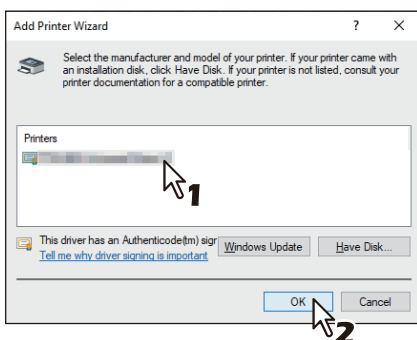 Add Printer Wizard
Select the manufacturer and model of your printer. If your printer came with
an installation disk, click Have Disk. If your printer is not listed, consult your
printer documentation for a compatible printer.
Printers
1
This driver has an Authenticode(tm) sigr
Tell me why driver signing is important
Windows Update
Have Disk...
OK
Cancel
2